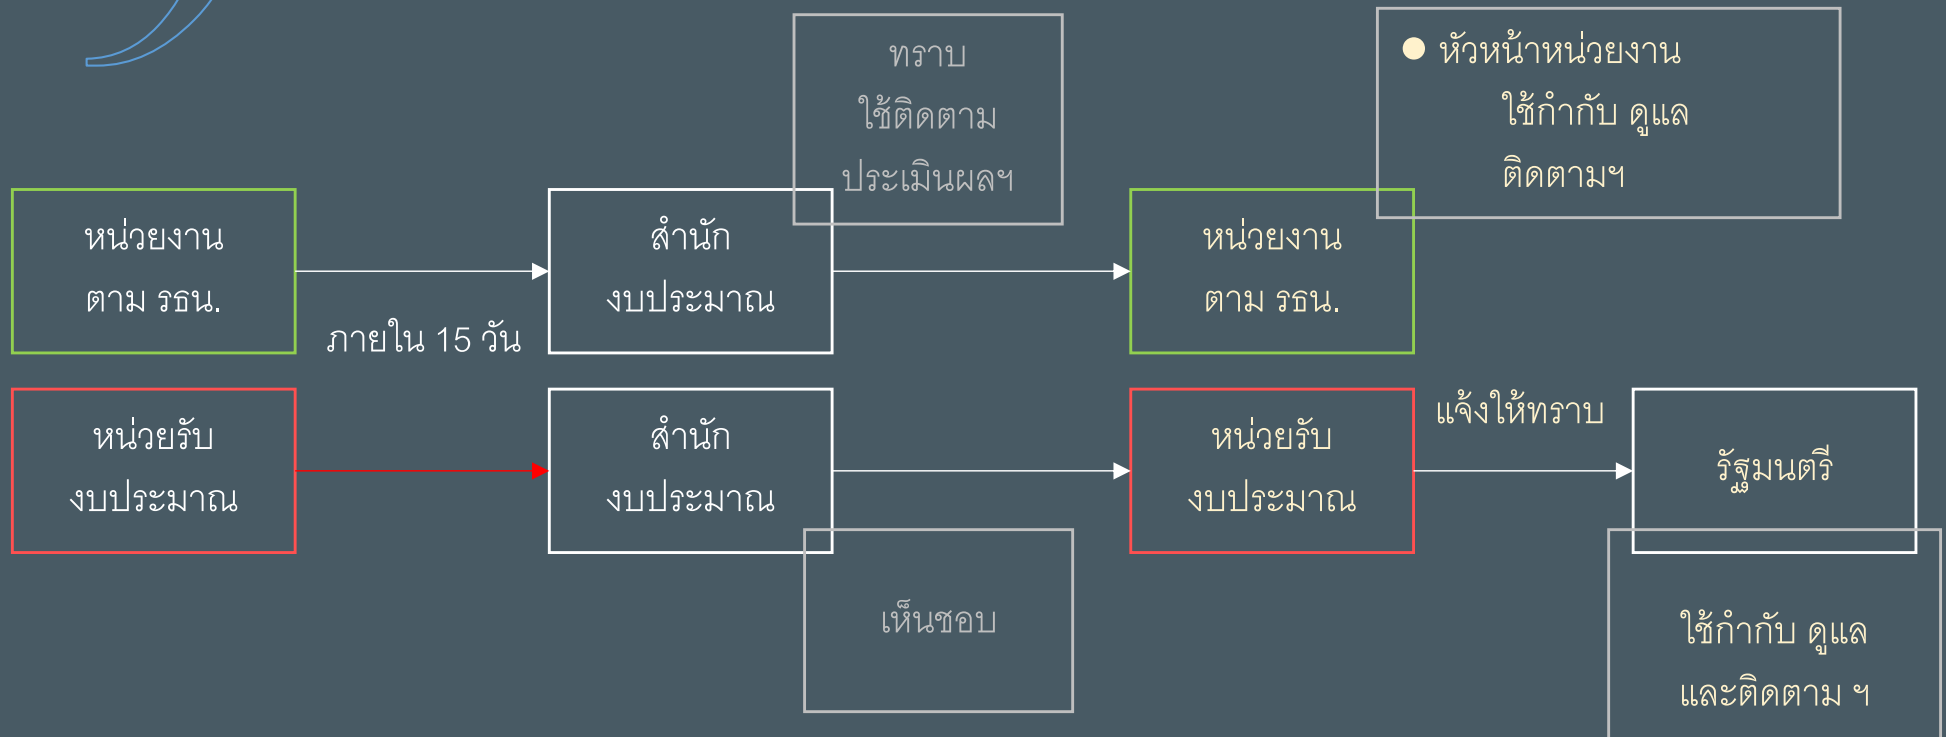 ทราบ
ใช้ติดตาม
ประเมินผลฯ
● หัวหน้าหน่วยงาน
ใช้กำกับ ดูแล
ติดตามฯ
หน่วยงาน
ตาม รธน.
ภายใน 15 วัน
สำนัก
งบประมาณ
หน่วยงาน
ตาม รธน.
หน่วยรับ
งบประมาณ
สำนัก
งบประมาณ
เห็นชอบ
หน่วยรับ
งบประมาณ
แจ้งให้ทราบ
รัฐมนตรี
ใช้กำกับ ดูแล
และติดตาม ฯ